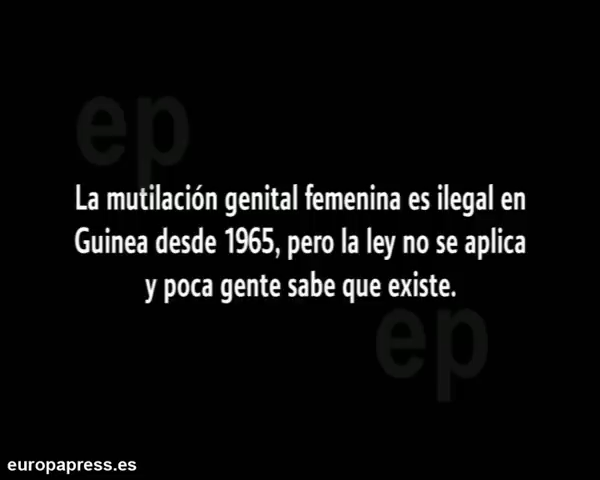 ep
La mutilación genital femenina es ilegal en
Guinea desde 1965, pero la ley no se aplica
y poca gente sabe que existe.
ep
europapress.es